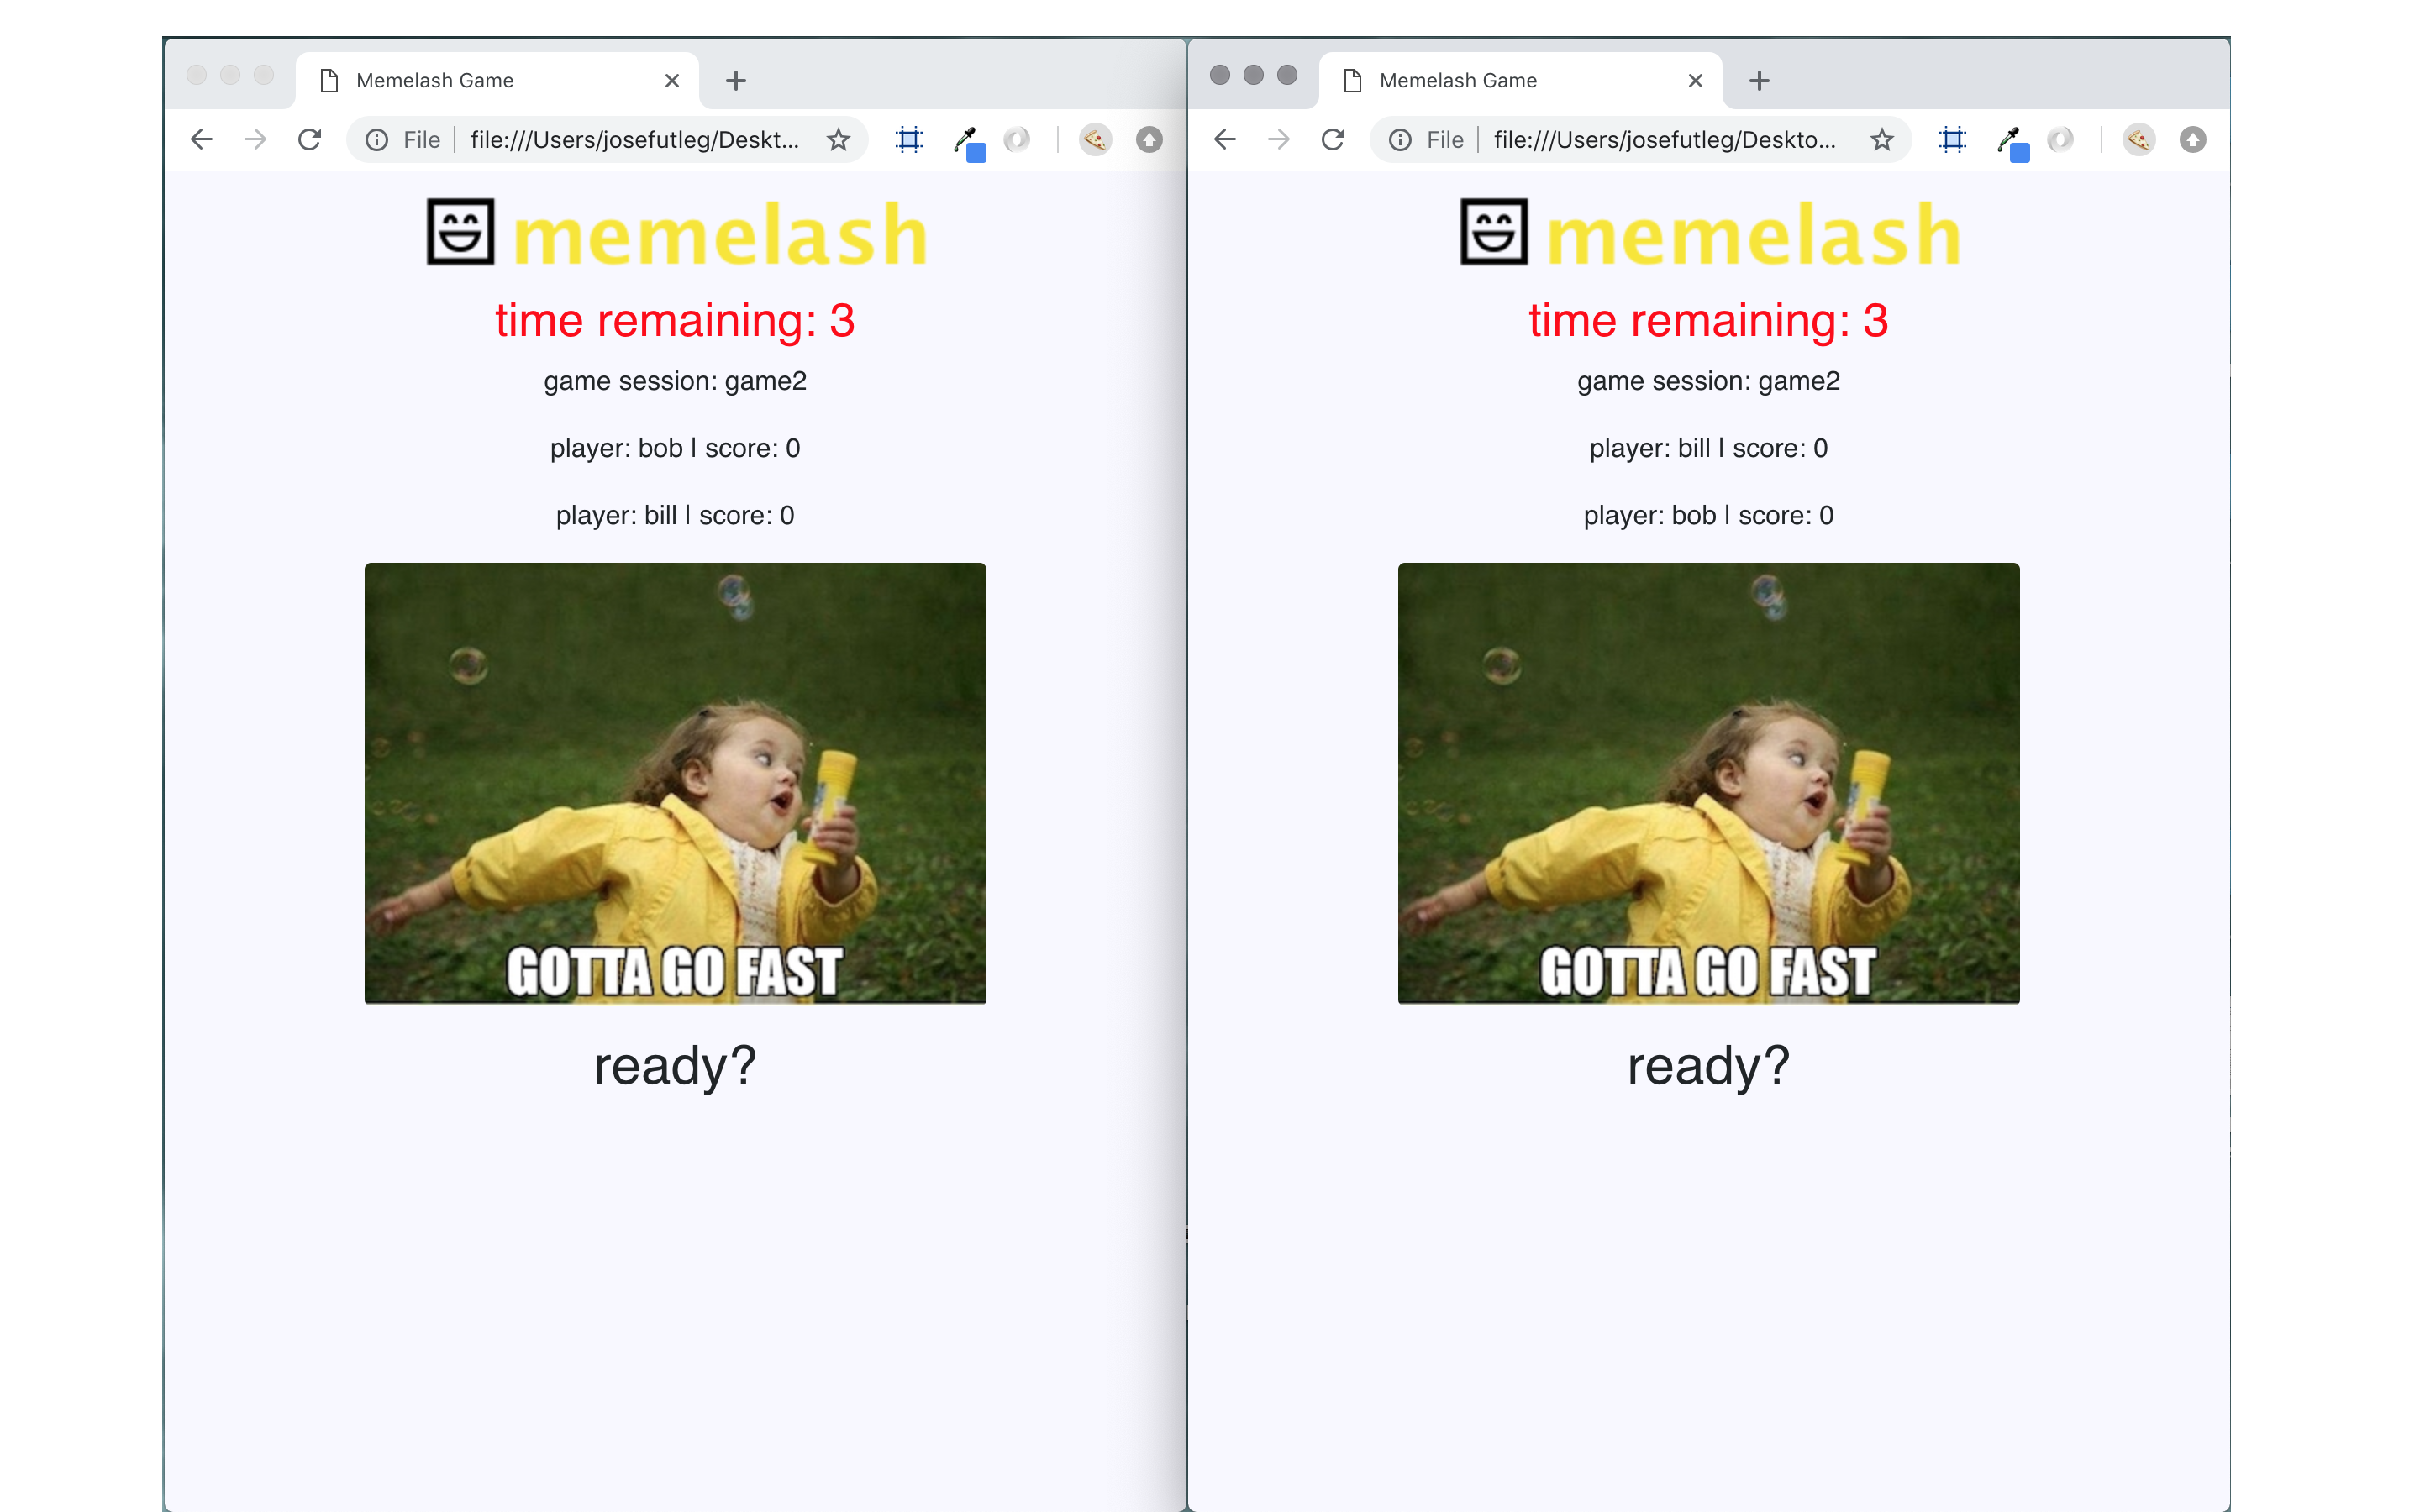 Memelash Game
File file:///Users/josefutleg/Deskt...
memelash
time remaining: 3
game session: game2
player: bob | score: 0
player: bill | score: 0
GOTTA GO FAST
ready?
Memelash Game
File file:///Users/josefutleg/Deskto...
memelash
time remaining: 3
game session: game2
player: bill | score: 0
player: bob | score: 0
GOTTA GO FAST
ready?